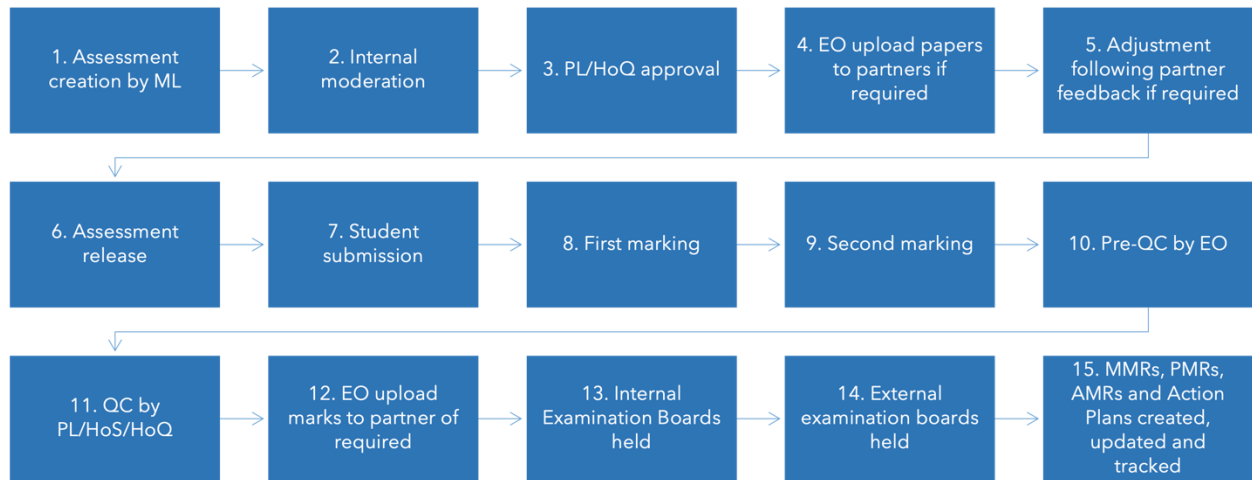 1. Assessment
creation by ML
2. Internal
moderation
3. PL/HoQ approval
4. EO upload papers
to partners if
required
5. Adjustment
following partner
feedback if required
6. Assessment
release
7. Student
submission
8. First marking
9. Second marking
10. Pre-QC by EO
11. QC by
PL/HoS/HoQ
12. EO upload
marks to partner of
required
13. Internal
Examination Boards
held
14. External
examination boards
held
15. MMRs, PMRs,
AMRs and Action
Plans created,
updated and
tracked